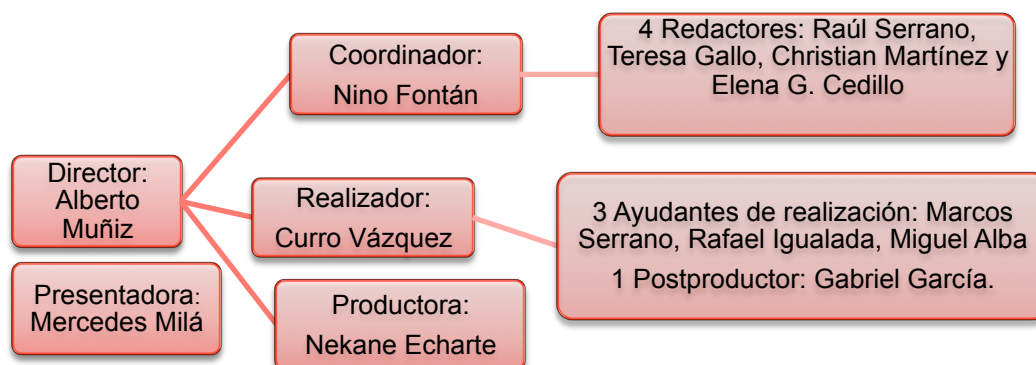 Coordinador:
Nino Fontán
4 Redactores: Raúl Serrano,
Teresa Gallo, Christian Martínez y
Elena G. Cedillo
Director:
Alberto
Muñiz
Realizador:
Curro Vázquez
3 Ayudantes de realización: Marcos
Serrano, Rafael Igualada, Miguel Alba
1 Postproductor: Gabriel García.
Presentadora:
Mercedes Milá
Productora:
Nekane Echarte